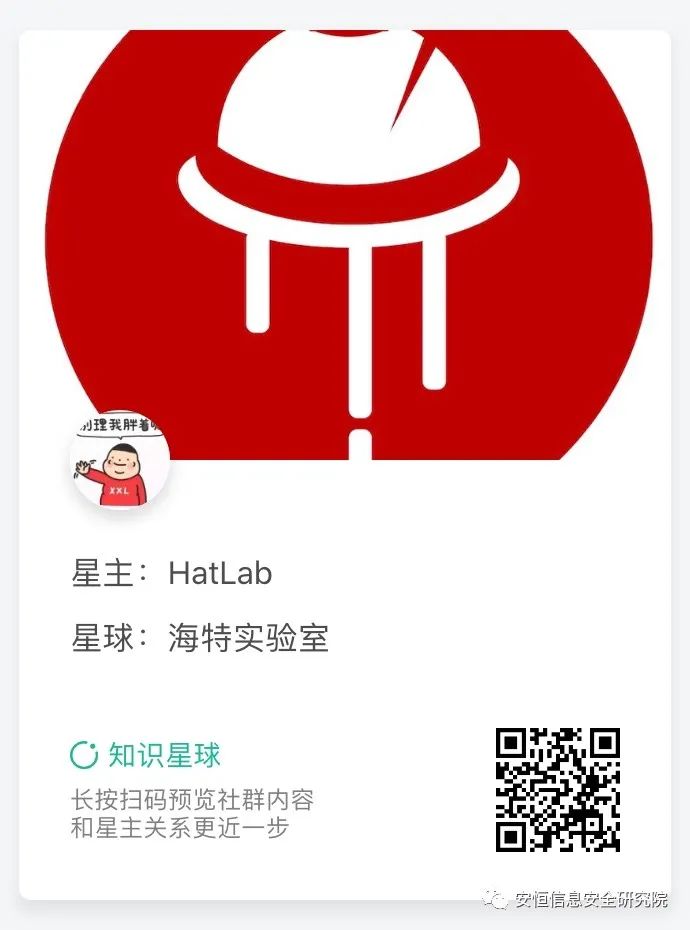 别理我胖着呢
XXL
星主：HatLab
星球：海特实验室
知识星球
长按扫码预览社群内容
和星主关系更近一步
安恒信息安全研究院